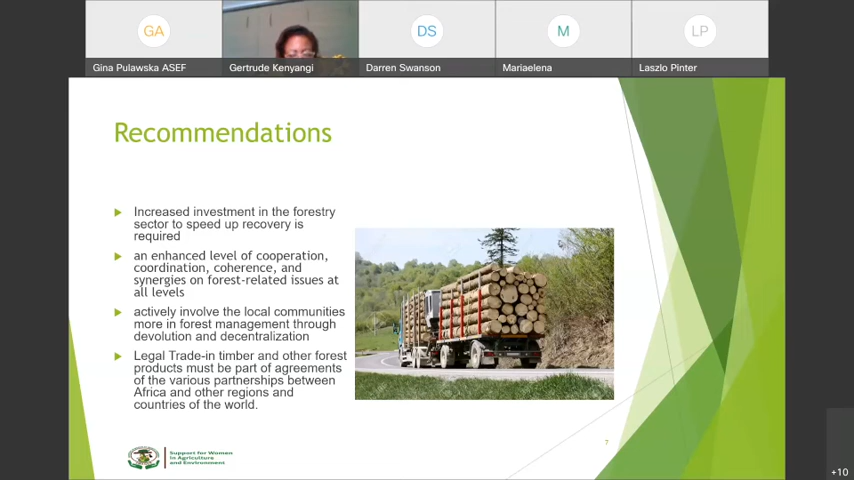 GA
DS
M
LP
Gina Pulawska ASEF
Gertrude Kenyangi
Darren Swanson
Mariaelena
Laszlo Pinter
Recommendations
Increased investment in the forestry
sector to speed up recovery is
required
an enhanced level of cooperation,
coordination, coherence, and
synergies on forest-related issues at
all levels
actively involve the local communities
more in forest management through
devolution and decentralization
Legal Trade-in timber and other forest
products must be part of agreements
of the various partnerships between
Africa and other regions and
countries of the world.
Support for Women
in Agriculture
and Environment
7
+10